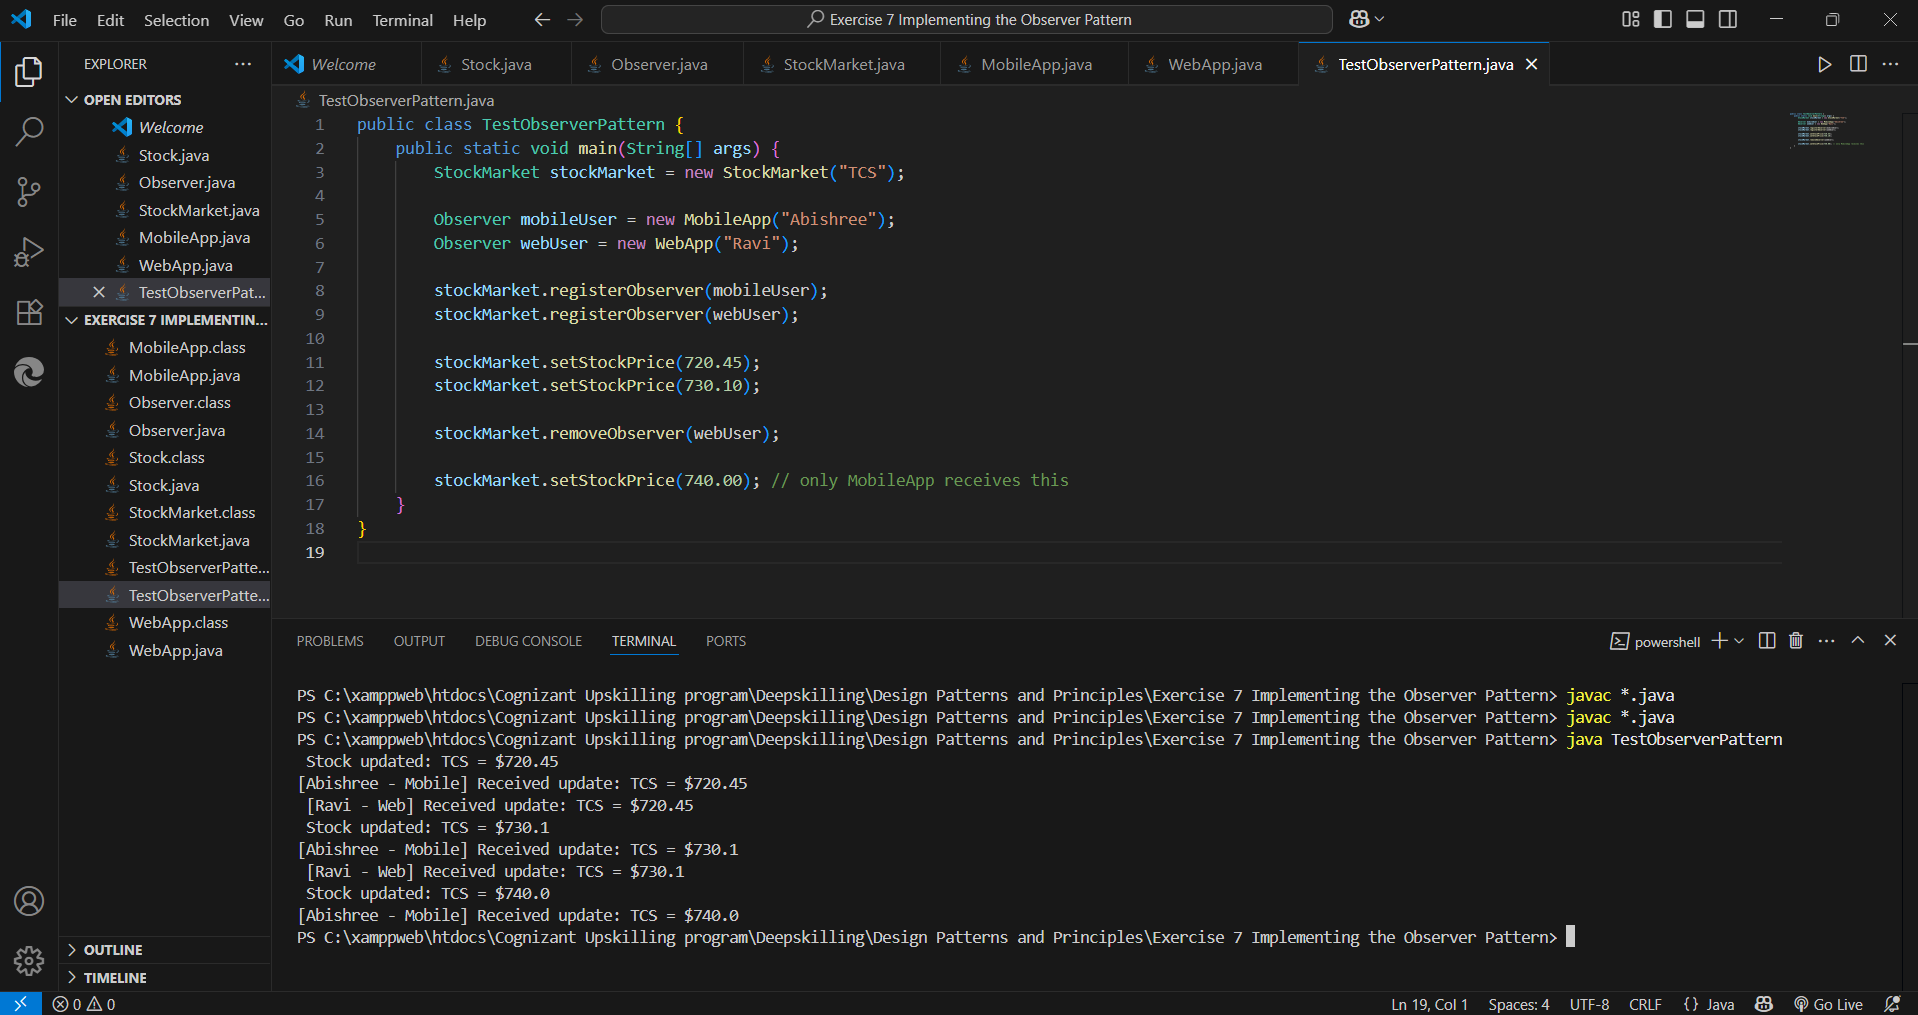 File Edit Selection View Go Run Terminal Help
Exercise 7 Implementing the Observer Pattern
EXPLORER
OPEN EDITORS
Welcome
Stock.java
Observer.java
StockMarket.java
MobileApp.java
WebApp.java
TestObserverPat...
EXERCISE 7 IMPLEMENTIN...
MobileApp.class
MobileApp.java
Observer.class
Observer.java
Stock.class
Stock.java
StockMarket.class
StockMarket.java
TestObserverPatte...
TestObserverPatte...
WebApp.class
WebApp.java
OUTLINE
TIMELINE
Welcome Stock.java Observer.java StockMarket.java MobileApp.java WebApp.java TestObserverPattern.java
TestObserverPattern.java
1 public class TestObserverPattern {
2 public static void main(String[] args) {
3 StockMarket stockMarket = new StockMarket("TCS");
4
5 Observer mobileUser = new MobileApp("Abishree");
6 Observer webUser = new WebApp("Ravi");
7
8 stockMarket.registerObserver(mobileUser);
9 stockMarket.registerObserver(webUser);
10
11 stockMarket.setStockPrice(720.45);
12 stockMarket.setStockPrice(730.10);
13
14 stockMarket.removeObserver(webUser);
15
16 stockMarket.setStockPrice(740.00); // only MobileApp receives this
17 }
18 }
19
PROBLEMS OUTPUT DEBUG CONSOLE TERMINAL PORTS
powershell
PS C:\xamppweb\htdocs\Cognizant Upskilling program\Deepskilling\Design Patterns and Principles\Exercise 7 Implementing the Observer Pattern> javac *.java
PS C:\xamppweb\htdocs\Cognizant Upskilling program\Deepskilling\Design Patterns and Principles\Exercise 7 Implementing the Observer Pattern> javac *.java
PS C:\xamppweb\htdocs\Cognizant Upskilling program\Deepskilling\Design Patterns and Principles\Exercise 7 Implementing the Observer Pattern> java TestObserverPattern
Stock updated: TCS = $720.45
[Abishree - Mobile] Received update: TCS = $720.45
[Ravi - Web] Received update: TCS = $720.45
Stock updated: TCS = $730.1
[Abishree - Mobile] Received update: TCS = $730.1
[Ravi - Web] Received update: TCS = $730.1
Stock updated: TCS = $740.0
[Abishree - Mobile] Received update: TCS = $740.0
PS C:\xamppweb\htdocs\Cognizant Upskilling program\Deepskilling\Design Patterns and Principles\Exercise 7 Implementing the Observer Pattern>
0 0 Ln 19, Col 1 Spaces: 4 UTF-8 CRLF {} Java Go Live